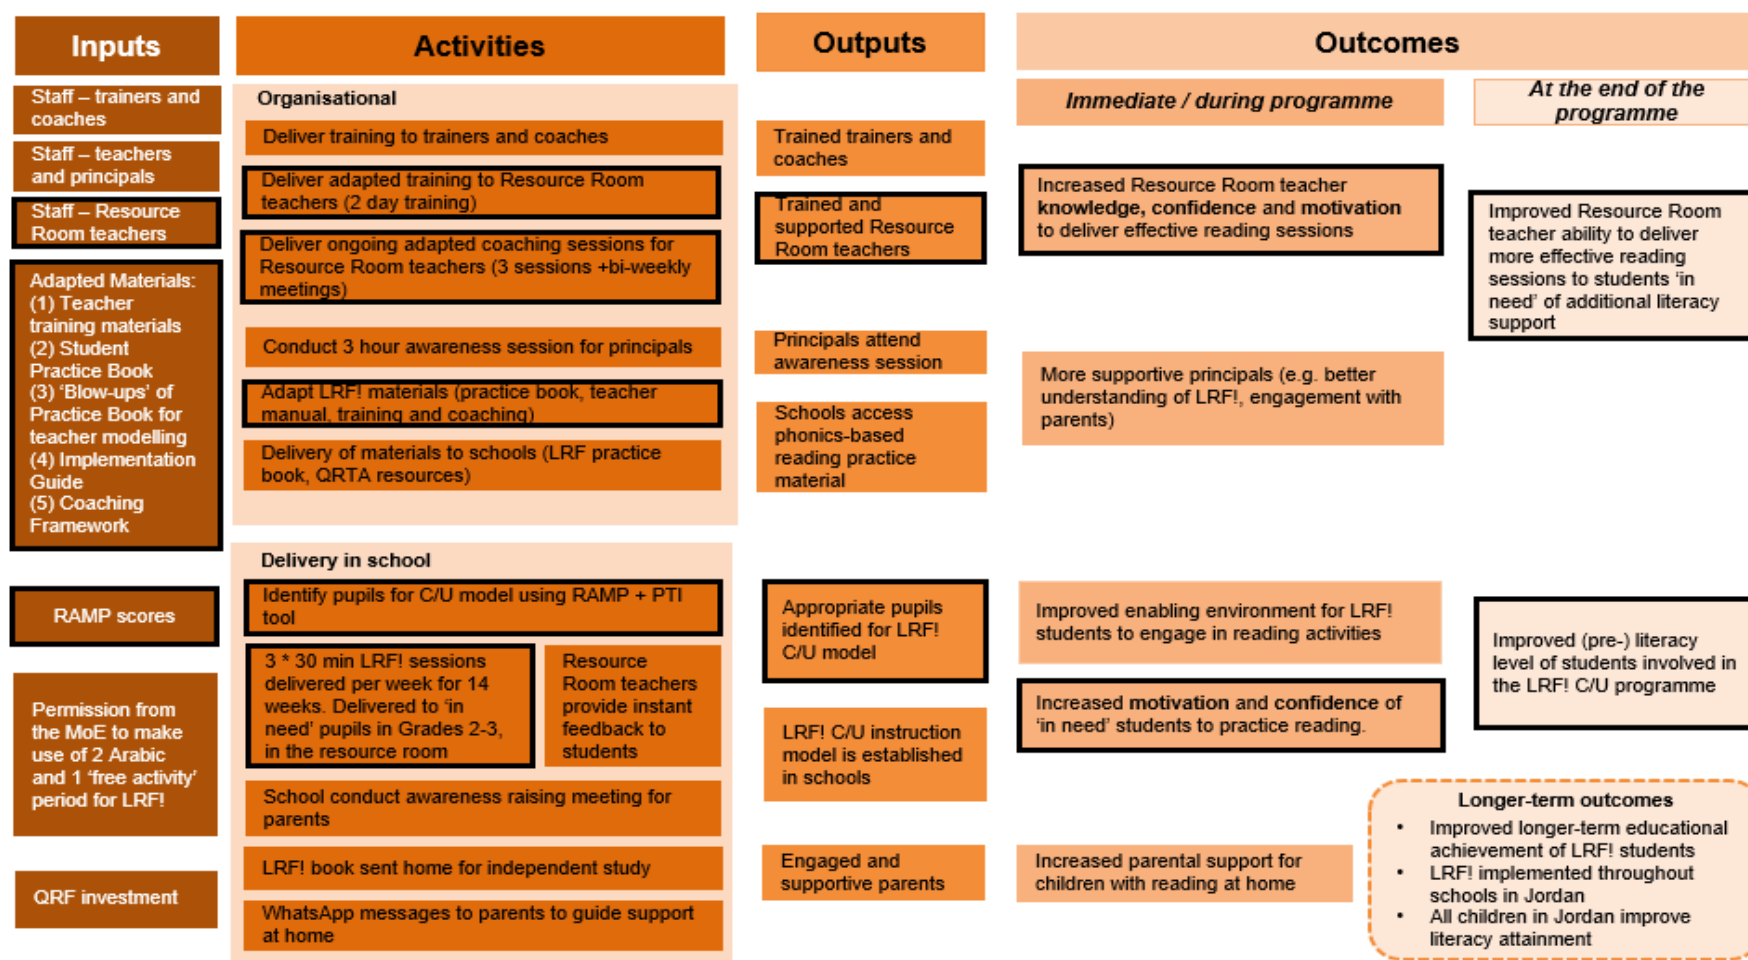 Inputs
Staff – trainers and
coaches
Staff – teachers
and principals
Staff – Resource
Room teachers
Adapted Materials:
(1) Teacher
training materials
(2) Student
Practice Book
(3) ‘Blow-ups’ of
Practice Book for
teacher modelling
(4) Implementation
Guide
(5) Coaching
Framework
RAMP scores
Permission from
the MoE to make
use of 2 Arabic
and 1 ‘free activity’
period for LRF!
QRF investment
Activities
Organisational
Deliver training to trainers and coaches
Deliver adapted training to Resource Room
teachers (2 day training)
Deliver ongoing adapted coaching sessions for
Resource Room teachers (3 sessions +bi-weekly
meetings)
Conduct 3 hour awareness session for principals
Adapt LRF! materials (practice book, teacher
manual, training and coaching)
Delivery of materials to schools (LRF practice
book, QRTA resources)
Delivery in school
Identify pupils for C/U model using RAMP + PTI
tool
3 * 30 min LRF! sessions
delivered per week for 14
weeks. Delivered to ‘in
need’ pupils in Grades 2-3,
in the resource room
Resource
Room teachers
provide instant
feedback to
students
School conduct awareness raising meeting for
parents
LRF! book sent home for independent study
WhatsApp messages to parents to guide support
at home
Outputs
Trained trainers and
coaches
Trained and
supported Resource
Room teachers
Principals attend
awareness session
Schools access
phonics-based
reading practice
material
Appropriate pupils
identified for LRF!
C/U model
LRF! C/U instruction
model is established
in schools
Engaged and
supportive parents
Outcomes
Immediate / during programme
Increased Resource Room teacher
knowledge, confidence and motivation
to deliver effective reading sessions
More supportive principals (e.g. better
understanding of LRF!, engagement with
parents)
Improved enabling environment for LRF!
students to engage in reading activities
Increased motivation and confidence of
‘in need’ students to practice reading.
Increased parental support for
children with reading at home
At the end of the
programme
Improved Resource Room
teacher ability to deliver
more effective reading
sessions to students ‘in
need’ of additional literacy
support
Improved (pre-) literacy
level of students involved in
the LRF! C/U programme
Longer-term outcomes
• Improved longer-term educational
achievement of LRF! students
• LRF! implemented throughout
schools in Jordan
• All children in Jordan improve
literacy attainment